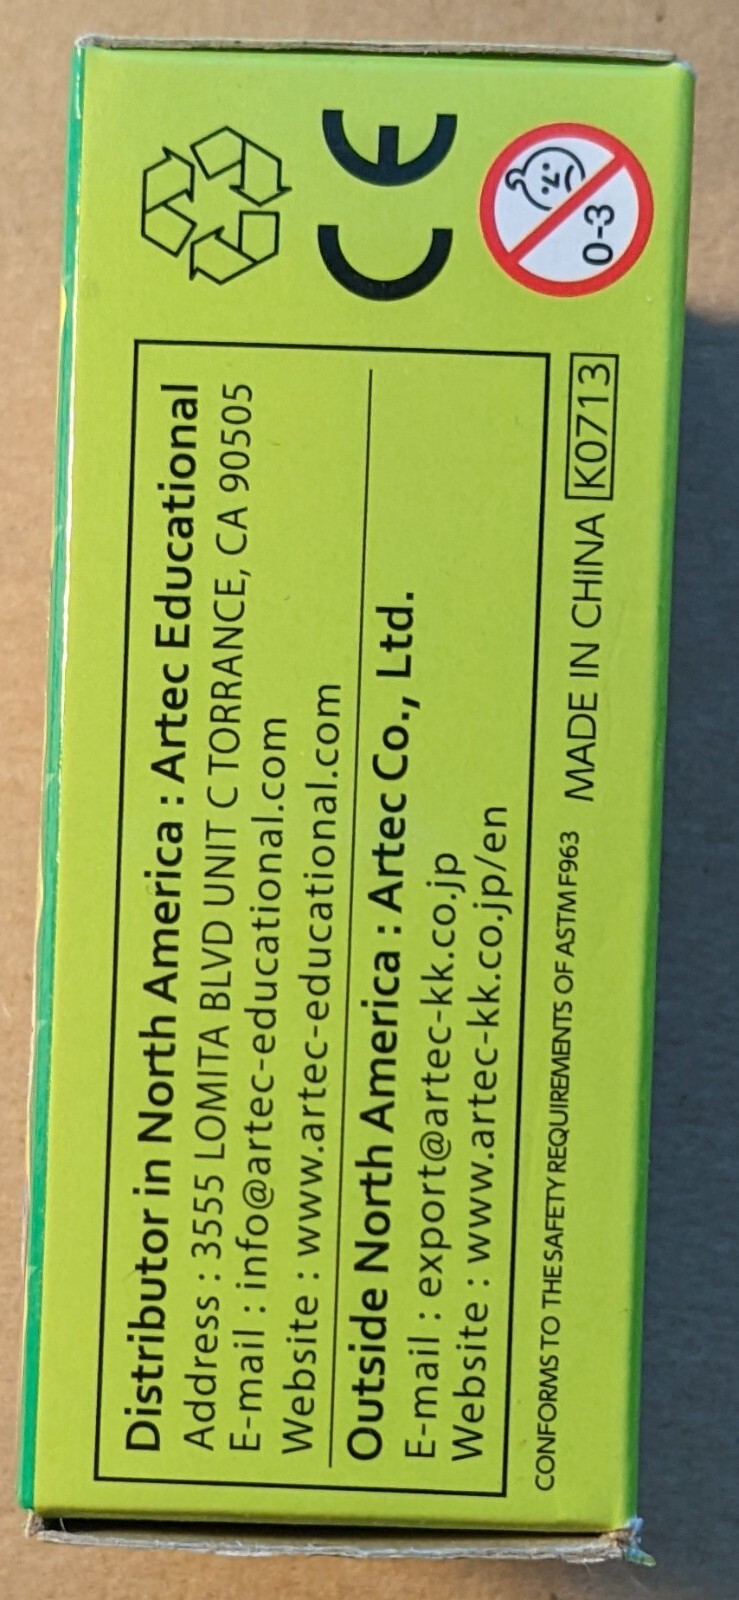 Distributor in North America : Artec Educational
Address : 3555 LOMITA BLVD UNIT C TORRANCE, CA 90505
E-mail : info@artec-educational.com
Website : www.artec-educational.com
Outside North America : Artec Co., Ltd.
E-mail : export@artec-kk.co.jp
Website : www.artec-kk.co.jp/en
CONFORMS TO THE SAFETY REQUIREMENTS OF ASTM F963 MADE IN CHINA K0713
CE
0-3